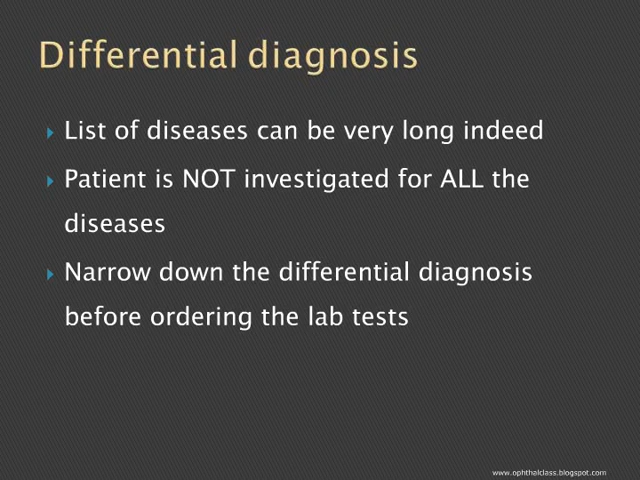 Differential diagnosis
List of diseases can be very long indeed
Patient is NOT investigated for ALL the
diseases
Narrow down the differential diagnosis
before ordering the lab tests
www.ophthalclass.blogspot.com